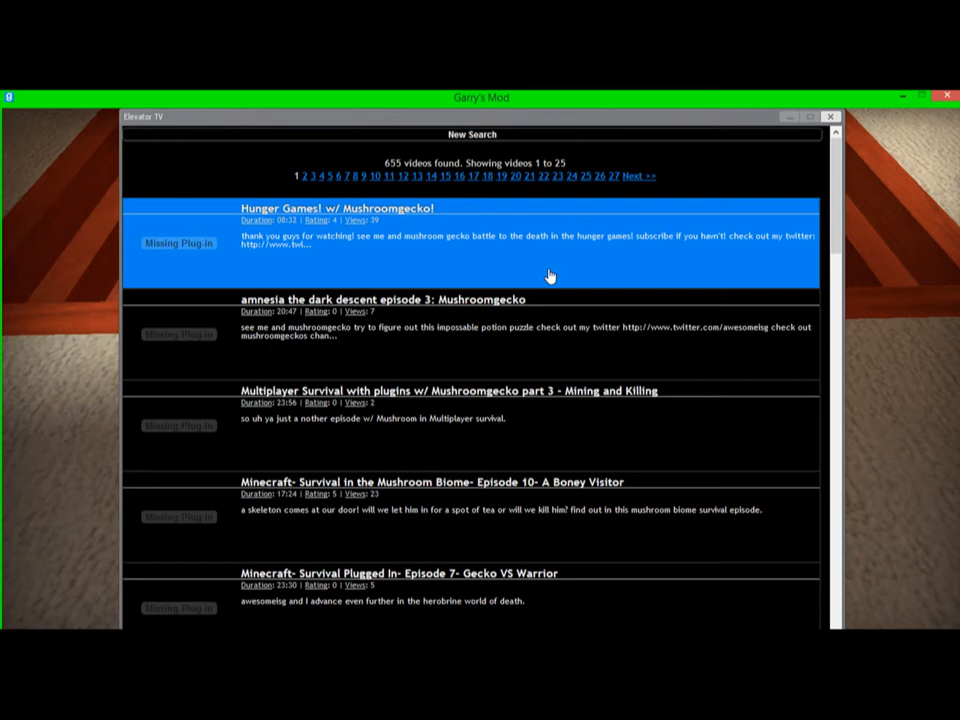 g
Garry's Mod
Elevator TV
New Search
655 videos found. Showing videos 1 to 25
1 2 3 4 5 6 7 8 9 10 11 12 13 14 15 16 17 18 19 20 21 22 23 24 25 26 27 Next >>
Hunger Games! w/ Mushroomgecko!
Duration: 08:32 | Rating: 4 | Views: 39
Missing Plug-in
thank you guys for watching! see me and mushroom gecko battle to the death in the hunger games! subscribe if you havn't! check out my twitter:
http://www.twi...
amnesia the dark descent episode 3: Mushroomgecko
Duration: 20:47 | Rating: 0 | Views: 7
Missing Plug-in
see me and mushroomgecko try to figure out this impossable potion puzzle check out my twitter http://www.twitter.com/awesomeisg check out
mushroomgeckos chan...
Multiplayer Survival with plugins w/ Mushroomgecko part 3 - Mining and Killing
Duration: 23:56 | Rating: 0 | Views: 2
Missing Plug-in
so uh ya just a nother episode w/ Mushroom in Multiplayer survival.
Minecraft- Survival in the Mushroom Biome- Episode 10- A Boney Visitor
Duration: 17:24 | Rating: 5 | Views: 23
Missing Plug-in
a skeleton comes at our door! will we let him in for a spot of tea or will we kill him? find out in this mushroom biome survival episode.
Minecraft- Survival Plugged In- Episode 7- Gecko VS Warrior
Duration: 23:30 | Rating: 0 | Views: 5
Missing Plug-in
awesomeisg and I advance even further in the herobrine world of death.